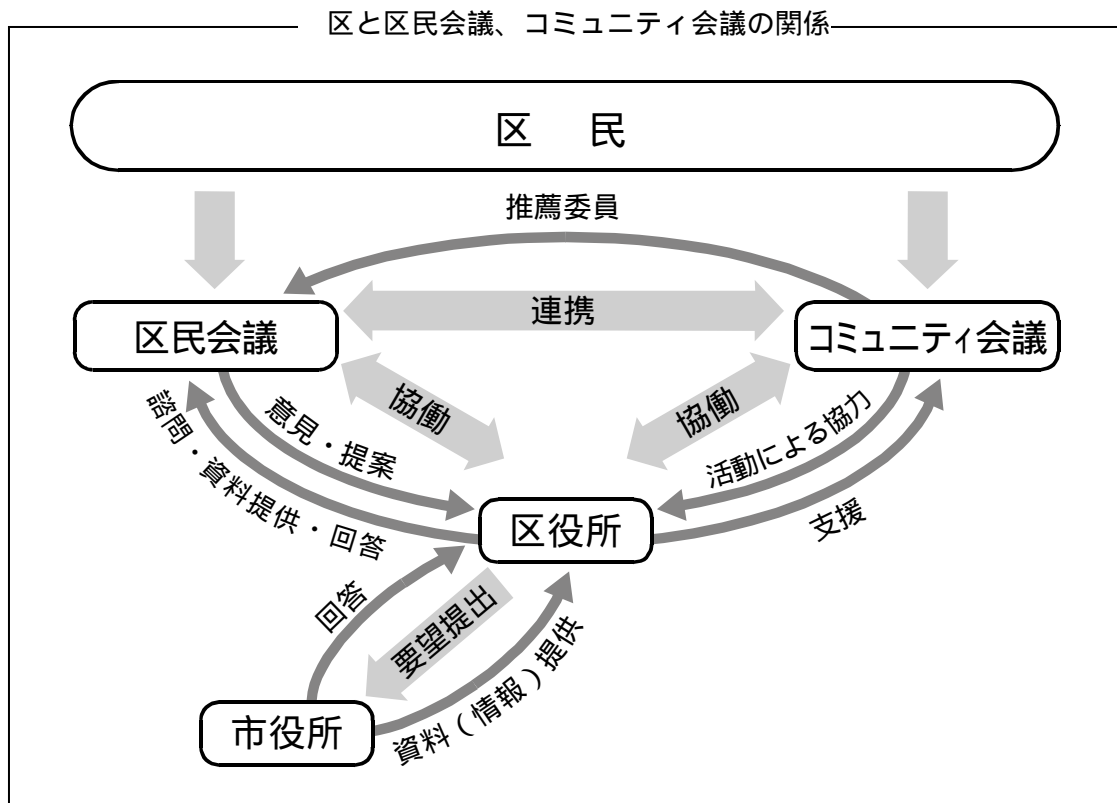 区と区民会議、コミュニティ会議の関係
区　民
推薦委員
連携
区民会議
コミュニティ会議
協働
協働
意見・提案
諮問・資料提供・回答
活動による協力
支援
区役所
回答
要望提出
資料（情報）提供
市役所